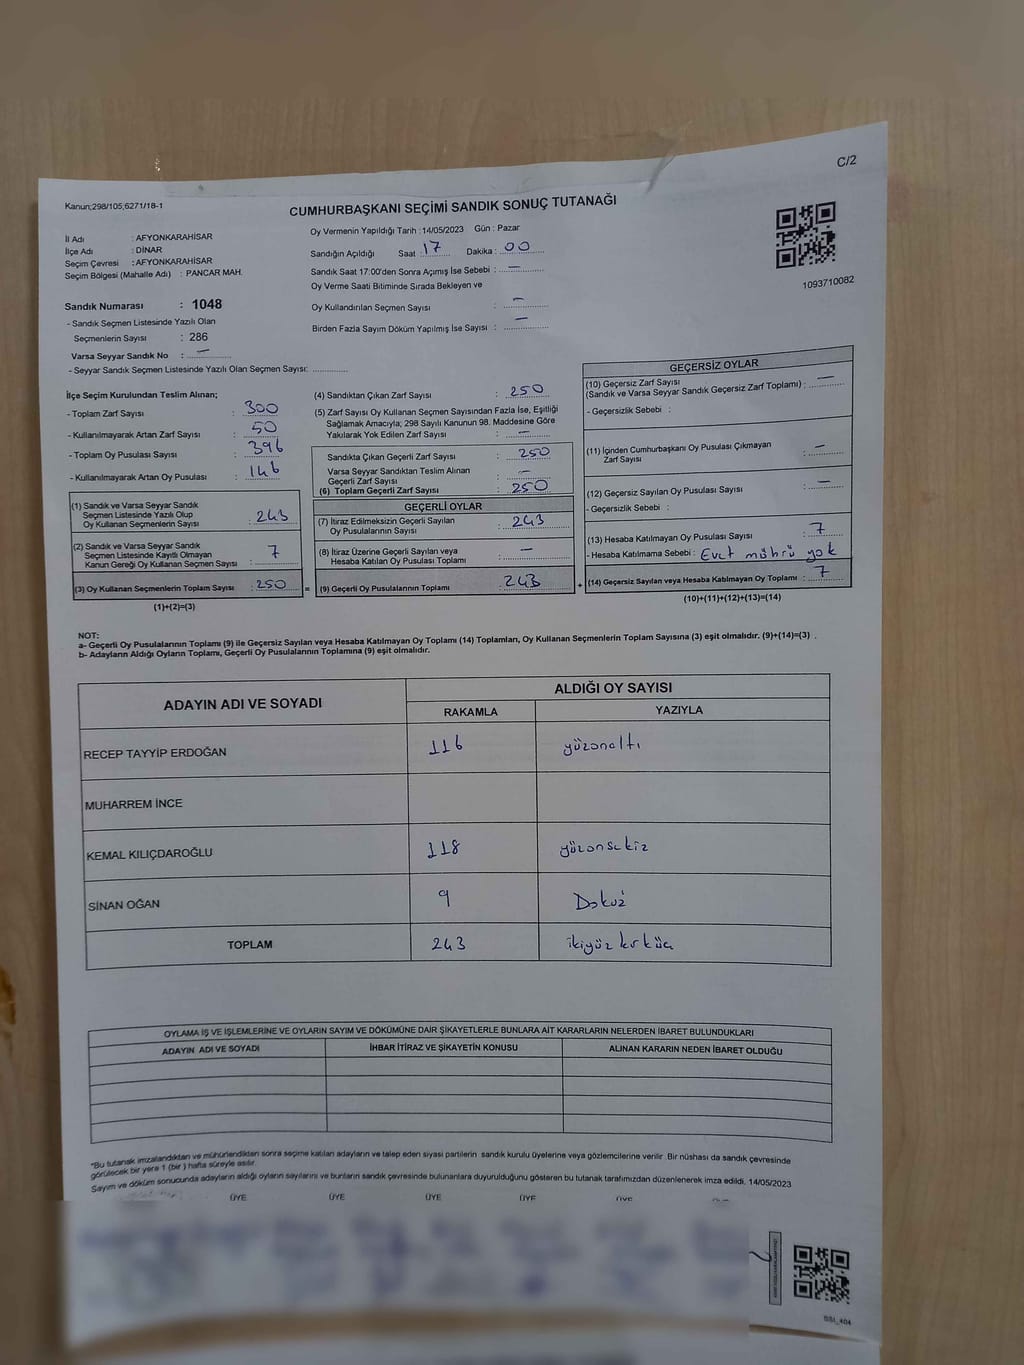 C/2
Kanun;298/105;6271/18-1
CUMHURBAŞKANI SEÇİMİ SANDIK SONUÇ TUTANAĞI
İl Adı : AFYONKARAHİSAR
İlçe Adı : DİNAR
Seçim Çevresi : AFYONKARAHİSAR
Seçim Bölgesi (Mahalle Adı) : PANCAR MAH.
Oy Vermenin Yapıldığı Tarih : 14/05/2023 Gün : Pazar
Sandığın Açıldığı Saat 17 Dakika : 00
Sandık Saat 17:00'den Sonra Açımış İse Sebebi : —
Oy Verme Saati Bitiminde Sırada Bekleyen ve
Oy Kullandırılan Seçmen Sayısı : —
Birden Fazla Sayım Döküm Yapılmış İse Sayısı : —
1093710082
Sandık Numarası : 1048
- Sandık Seçmen Listesinde Yazılı Olan
Seçmenlerin Sayısı : 286
Varsa Seyyar Sandık No : —
- Seyyar Sandık Seçmen Listesinde Yazılı Olan Seçmen Sayısı:
İlçe Seçim Kurulundan Teslim Alınan;
- Toplam Zarf Sayısı : 300
- Kullanılmayarak Artan Zarf Sayısı : 50
- Toplam Oy Pusulası Sayısı : 396
- Kullanılmayarak Artan Oy Pusulası : 146
(1) Sandık ve Varsa Seyyar Sandık
Seçmen Listesinde Yazılı Olup
Oy Kullanan Seçmenlerin Sayısı : 243
(2) Sandık ve Varsa Seyyar Sandık
Seçmen Listesinde Kayıtlı Olmayan
Kanun Gereği Oy Kullanan Seçmen Sayısı : 7
(3) Oy Kullanan Seçmenlerin Toplam Sayısı : 250
(1)+(2)=(3)
(4) Sandıktan Çıkan Zarf Sayısı : 250
(5) Zarf Sayısı Oy Kullanan Seçmen Sayısından Fazla İse, Eşitliği
Sağlamak Amacıyla; 298 Sayılı Kanunun 98. Maddesine Göre
Yakılarak Yok Edilen Zarf Sayısı : —
Sandıkta Çıkan Geçerli Zarf Sayısı : 250
Varsa Seyyar Sandıktan Teslim Alınan
Geçerli Zarf Sayısı : —
(6) Toplam Geçerli Zarf Sayısı : 250
GEÇERLİ OYLAR
(7) İtiraz Edilmeksizin Geçerli Sayılan
Oy Pusulalarının Sayısı : 243
(8) İtiraz Üzerine Geçerli Sayılan veya
Hesaba Katılan Oy Pusulası Toplamı : —
= (9) Geçerli Oy Pusulalarının Toplamı : 243
GEÇERSİZ OYLAR
(10) Geçersiz Zarf Sayısı
(Sandık ve Varsa Seyyar Sandık Geçersiz Zarf Toplamı) : —
- Geçersizlik Sebebi :
(11) İçinden Cumhurbaşkanı Oy Pusulası Çıkmayan
Zarf Sayısı : —
(12) Geçersiz Sayılan Oy Pusulası Sayısı : —
- Geçersizlik Sebebi :
(13) Hesaba Katılmayan Oy Pusulası Sayısı : 7
- Hesaba Katılmama Sebebi : Evet mührü yok
+ (14) Geçersiz Sayılan veya Hesaba Katılmayan Oy Toplamı : 7
(10)+(11)+(12)+(13)=(14)
NOT:
a- Geçerli Oy Pusulalarının Toplamı (9) ile Geçersiz Sayılan veya Hesaba Katılmayan Oy Toplamı (14) Toplamları, Oy Kullanan Seçmenlerin Toplam Sayısına (3) eşit olmalıdır. (9)+(14)=(3) .
b- Adayların Aldığı Oyların Toplamı, Geçerli Oy Pusulalarının Toplamına (9) eşit olmalıdır.
ADAYIN ADI VE SOYADI
ALDIĞI OY SAYISI
RAKAMLA YAZIYLA
RECEP TAYYİP ERDOĞAN 116 yüzonaltı
MUHARREM İNCE
KEMAL KILIÇDAROĞLU 118 yüzonsekiz
SİNAN OĞAN 9 Dokuz
TOPLAM 243 ikiyüz kırküç
OYLAMA İŞ VE İŞLEMLERİNE VE OYLARIN SAYIM VE DÖKÜMÜNE DAİR ŞİKAYETLERLE BUNLARA AİT KARARLARIN NELERDEN İBARET BULUNDUKLARI
ADAYIN ADI VE SOYADI İHBAR İTİRAZ VE ŞİKAYETİN KONUSU ALINAN KARARIN NEDEN İBARET OLDUĞU
*Bu tutanak imzalandıktan ve mühürlendikten sonra seçime katılan adayların ve talep eden siyasi partilerin sandık kurulu üyelerine veya gözlemcilerine verilir. Bir nüshası da sandık çevresinde
görülecek bir yere 1 (bir ) hafta süreyle asılır.
Sayım ve döküm sonucunda adayların aldığı oyların sayılarını ve bunların sandık çevresinde bulunanlara duyurulduğunu gösteren bu tutanak tarafımızdan düzenlenerek imza edildi. 14/05/2023
ÜYE ÜYE ÜYE ÜYE ÜYE
SSI_404